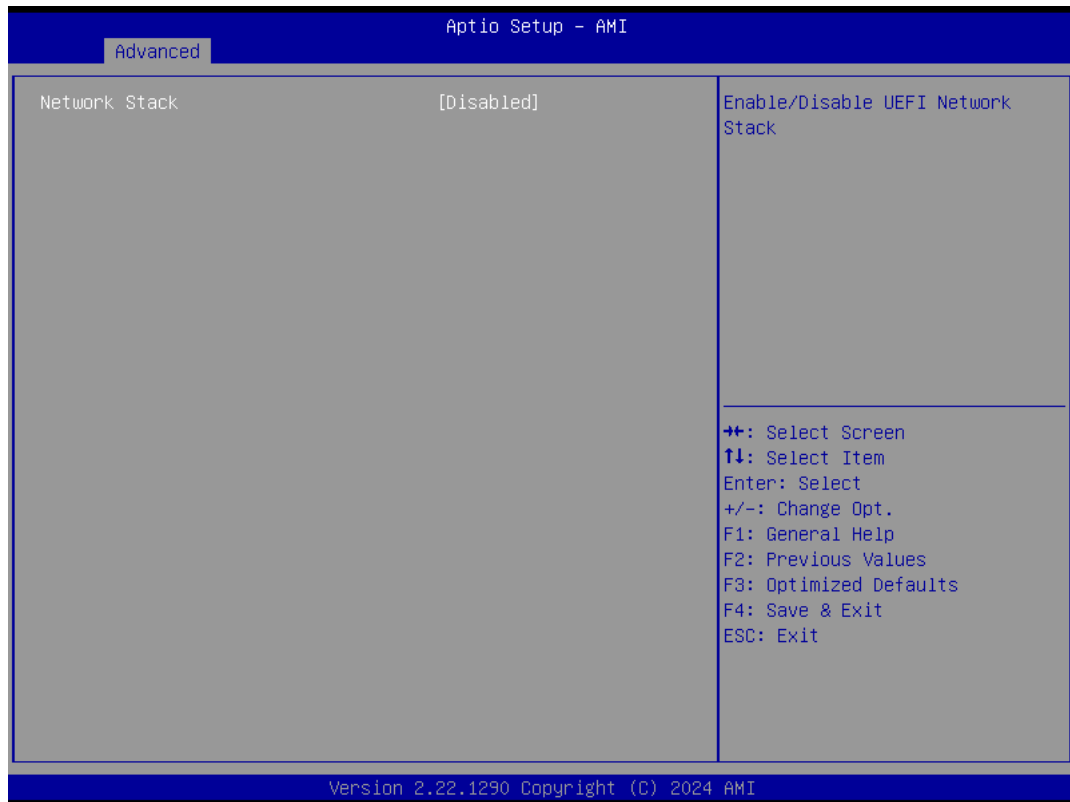 Aptio Setup – AMI
Advanced
Network Stack [Disabled]
Enable/Disable UEFI Network
Stack
→←: Select Screen
↑↓: Select Item
Enter: Select
+/-: Change Opt.
F1: General Help
F2: Previous Values
F3: Optimized Defaults
F4: Save & Exit
ESC: Exit
Version 2.22.1290 Copyright (C) 2024 AMI